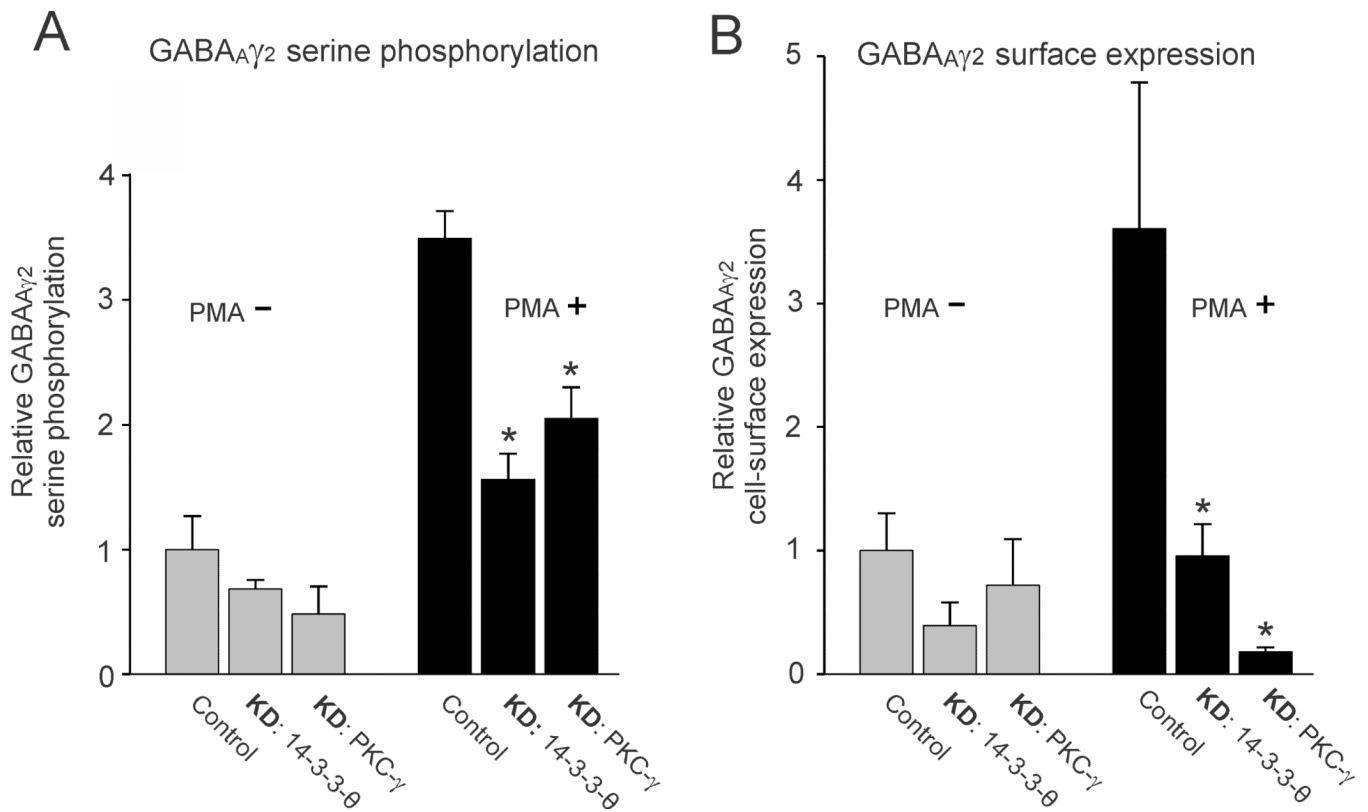 A
GABAAγ2 serine phosphorylation
Relative GABAAγ2
serine phosphorylation
4
3
2
1
0
PMA −
PMA +
*
*
Control
KD: 14-3-3-θ
KD: PKC-γ
Control
KD: 14-3-3-θ
KD: PKC-γ
B
GABAAγ2 surface expression
Relative GABAAγ2
cell-surface expression
5
4
3
2
1
0
PMA −
PMA +
*
*
Control
KD: 14-3-3-θ
KD: PKC-γ
Control
KD: 14-3-3-θ
KD: PKC-γ